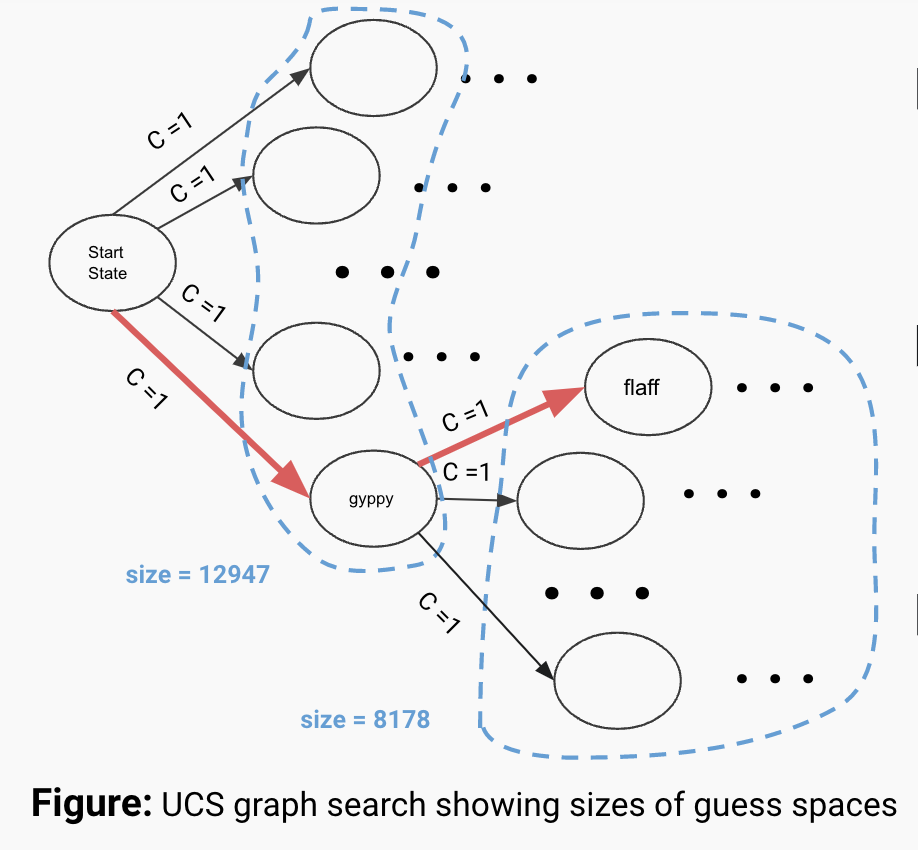 C =1
C =1
Start
State
C =1
C =1
flaff
C =1
C =1
gyppy
size = 12947
C =1
size = 8178
Figure: UCS graph search showing sizes of guess spaces